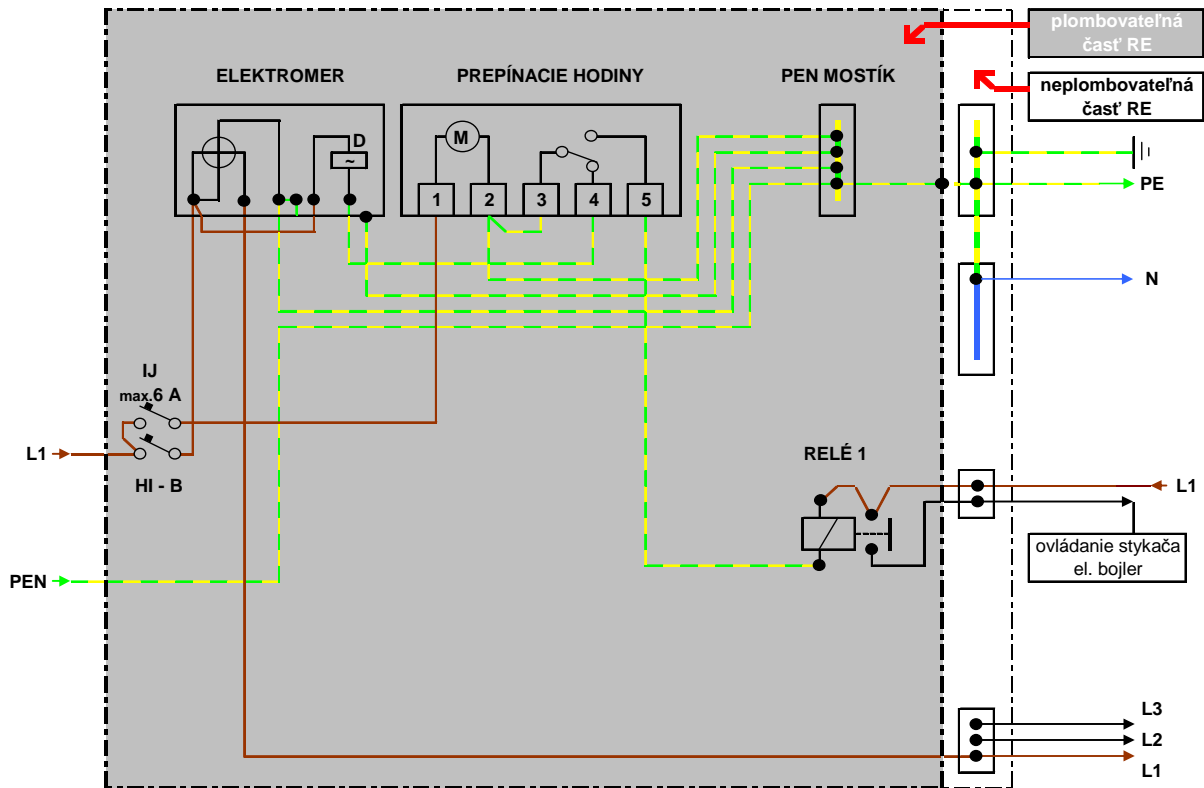 plombovateľná
časť RE
neplombovateľná
časť RE
ELEKTROMER
PREPÍNACIE HODINY
PEN MOSTÍK
D
~
M
1
2
3
4
5
PE
N
IJ
max.6 A
L1
HI - B
RELÉ 1
L1
ovládanie stykača
el. bojler
PEN
L3
L2
L1